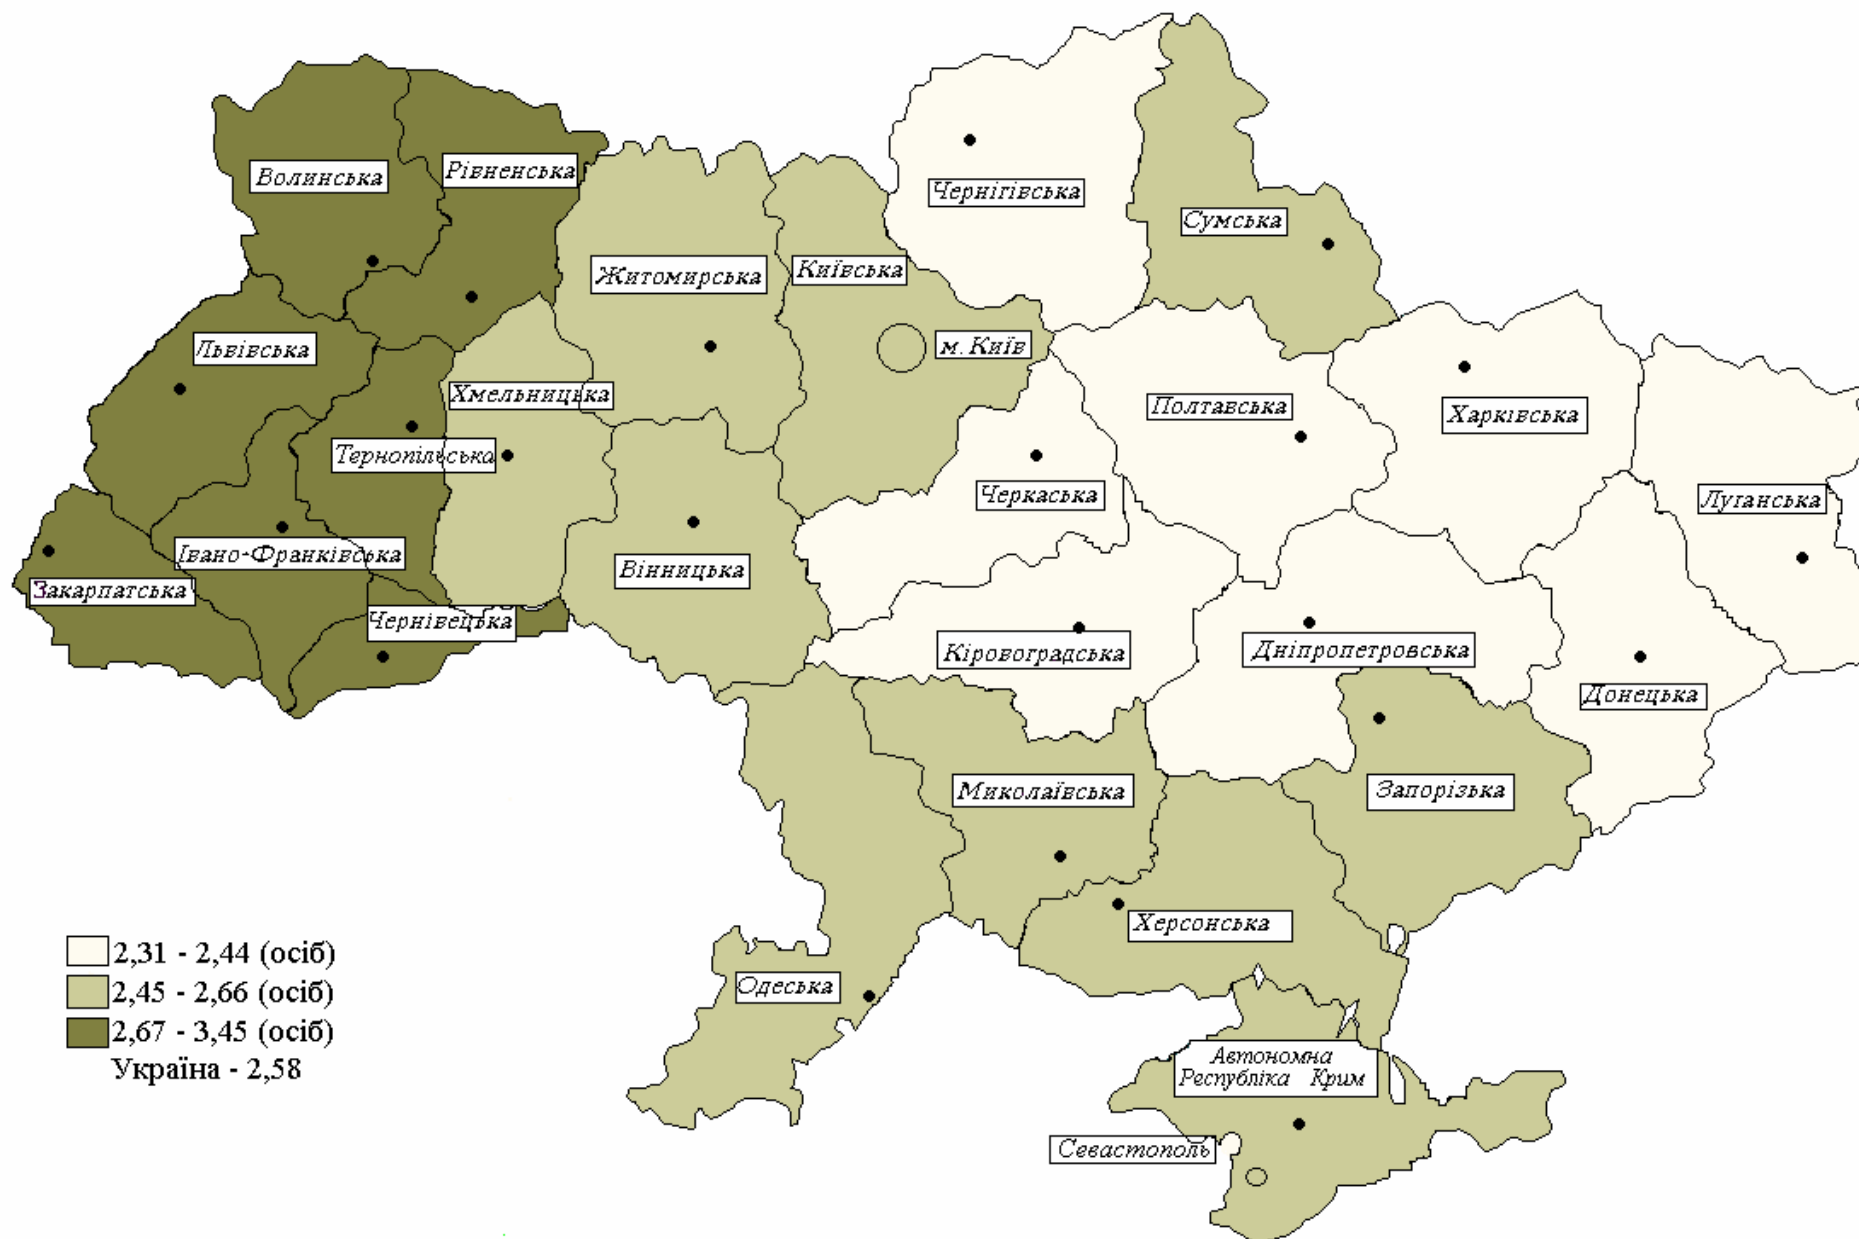 Волинська
Рівненська
Чернігівська
Сумська
Житомирська
Київська
Львівська
м. Київ
Хмельницька
Полтавська
Харківська
Тернопільська
Черкаська
Луганська
Івано-Франківська
Вінницька
Закарпатська
Чернівецька
Кіровоградська
Дніпропетровська
Донецька
Миколаївська
Запорізька
Херсонська
Одеська
Автономна
Республіка Крим
Севастополь
2,31 - 2,44 (осіб)
2,45 - 2,66 (осіб)
2,67 - 3,45 (осіб)
Україна - 2,58